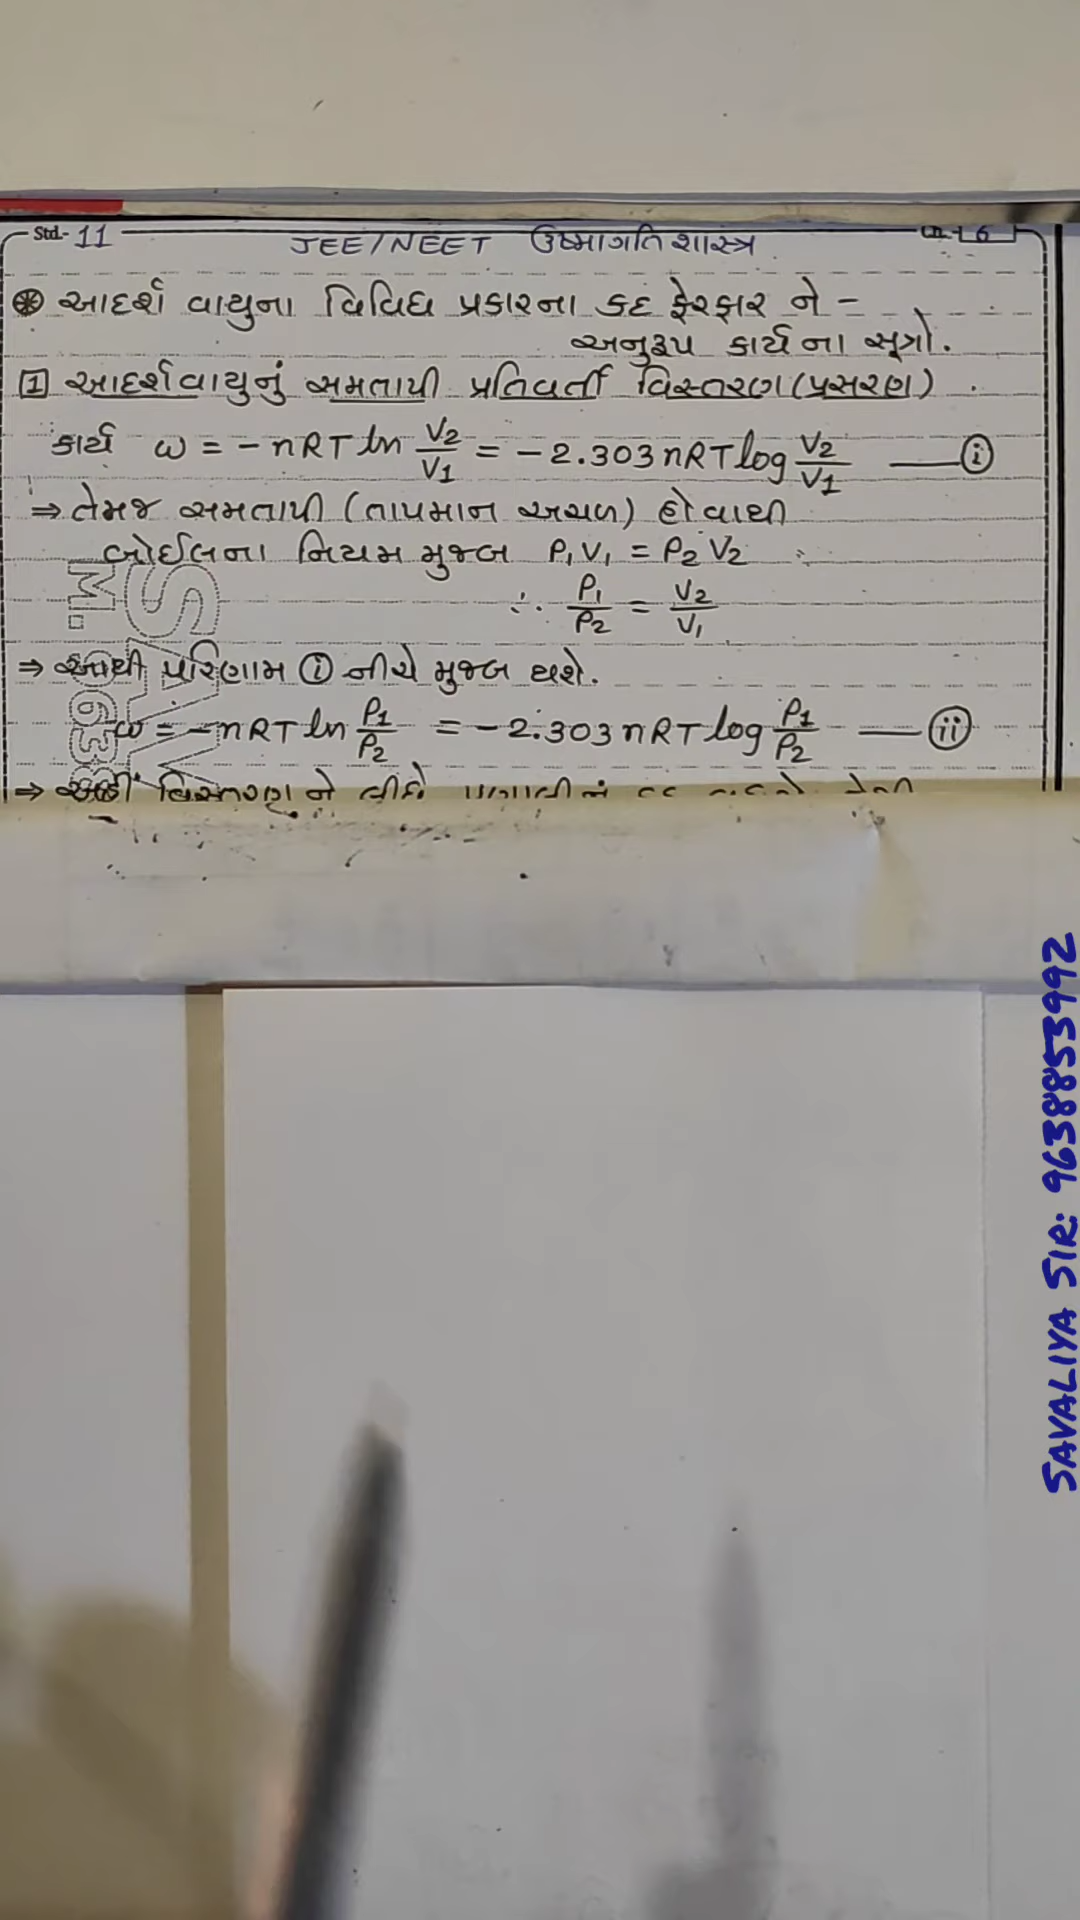 Std.- 11
JEE/NEET ઉષ્માગતિશાસ્ત્ર
6
આદર્શ વાયુના વિવિધ પ્રકારના કદ ફેરફાર ને -
અનુરૂપ કાર્યના સૂત્રો.
1 આદર્શવાયુનું સમતાપી પ્રતિવર્તી વિસ્તરણ (પ્રસરણ)
કાર્ય ω = -nRT ln V2/V1 = -2.303 nRT log V2/V1 — (i)
⇒ તેમજ સમતાપી (તાપમાન અચળ) હોવાથી
બોઈલના નિયમ મુજબ P1V1 = P2V2
∴ P1/P2 = V2/V1
⇒ આથી પરિણામ (i) નીચે મુજબ થશે.
ω = -nRT ln P1/P2 = -2.303 nRT log P1/P2 — (ii)
⇒ અહીં વિસ્તરણ ને લીધે
SAVALIYA SIR: 9638853992